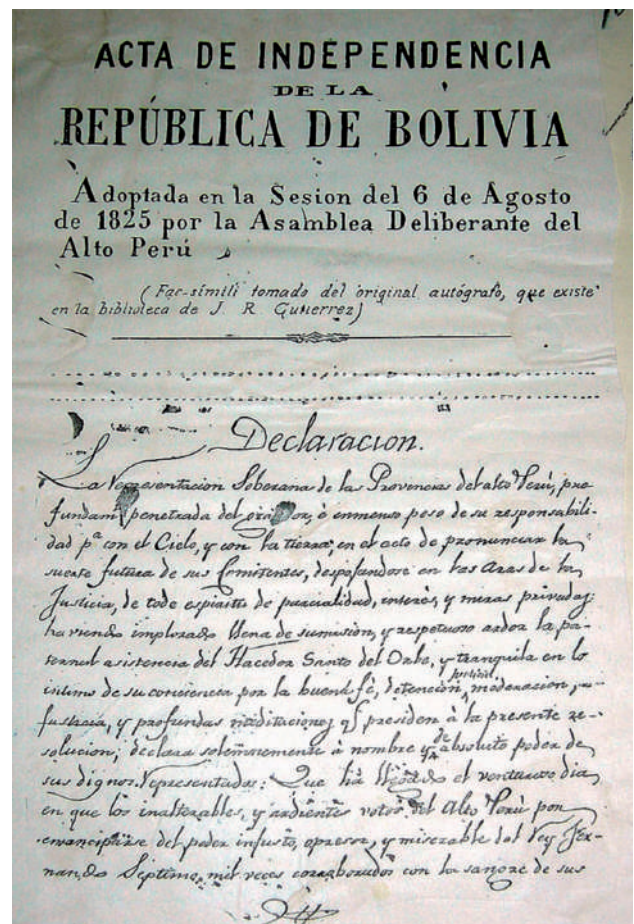 ACTA DE INDEPENDENCIA
DE LA
REPÚBLICA DE BOLIVIA
Adoptada en la Sesion del 6 de Agosto
de 1825 por la Asamblea Deliberante del
Alto Perú
(Fac-símili tomado del original autógrafo, que existe
en la biblioteca de J. R. Gutierrez)
Declaracion.
La Representacion Soberana de las Provincias del alto Perú, pro
fundam penetrada del grandor, é inmenso peso de su responsabili-
dad pª con el Cielo, y con la tierra, en el acto de pronunciar la
suerte futura de sus Comitentes, despojandose en las Aras de la
Justicia, de todo espiritu de parcialidad, interés, y miras privadas;
haviendo implorado llena de sumision, y respetuoso ardor la pa-
ternal asistencia del Hacedor Santo del Orbe, y tranquila en lo
intimo de su conciencia por la buena fé, detencion, moderacion,
justicia, y profundas meditaciones qe presiden à la presente re-
solucion; declara solemnemente à nombre y de absoluto poder de
sus dignos Representados: Que há llegado el venturoso dia
en que los inalterables, y ardientes votos del Alto Perú por
emanciparse del poder injusto, opresor, y miserable del Rey Fer-
nando Septimo, mil veces corroborados con la sangre de sus